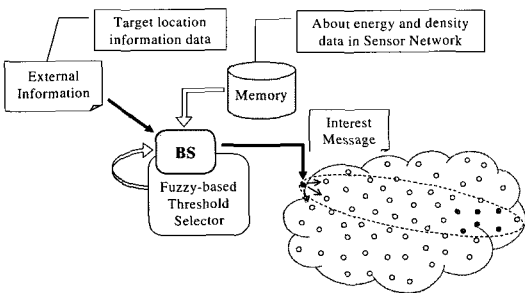 Target location
information data
About energy and density
data in Sensor Network
External
Information
Memory
Interest
Message
BS
Fuzzy-based
Threshold
Selector